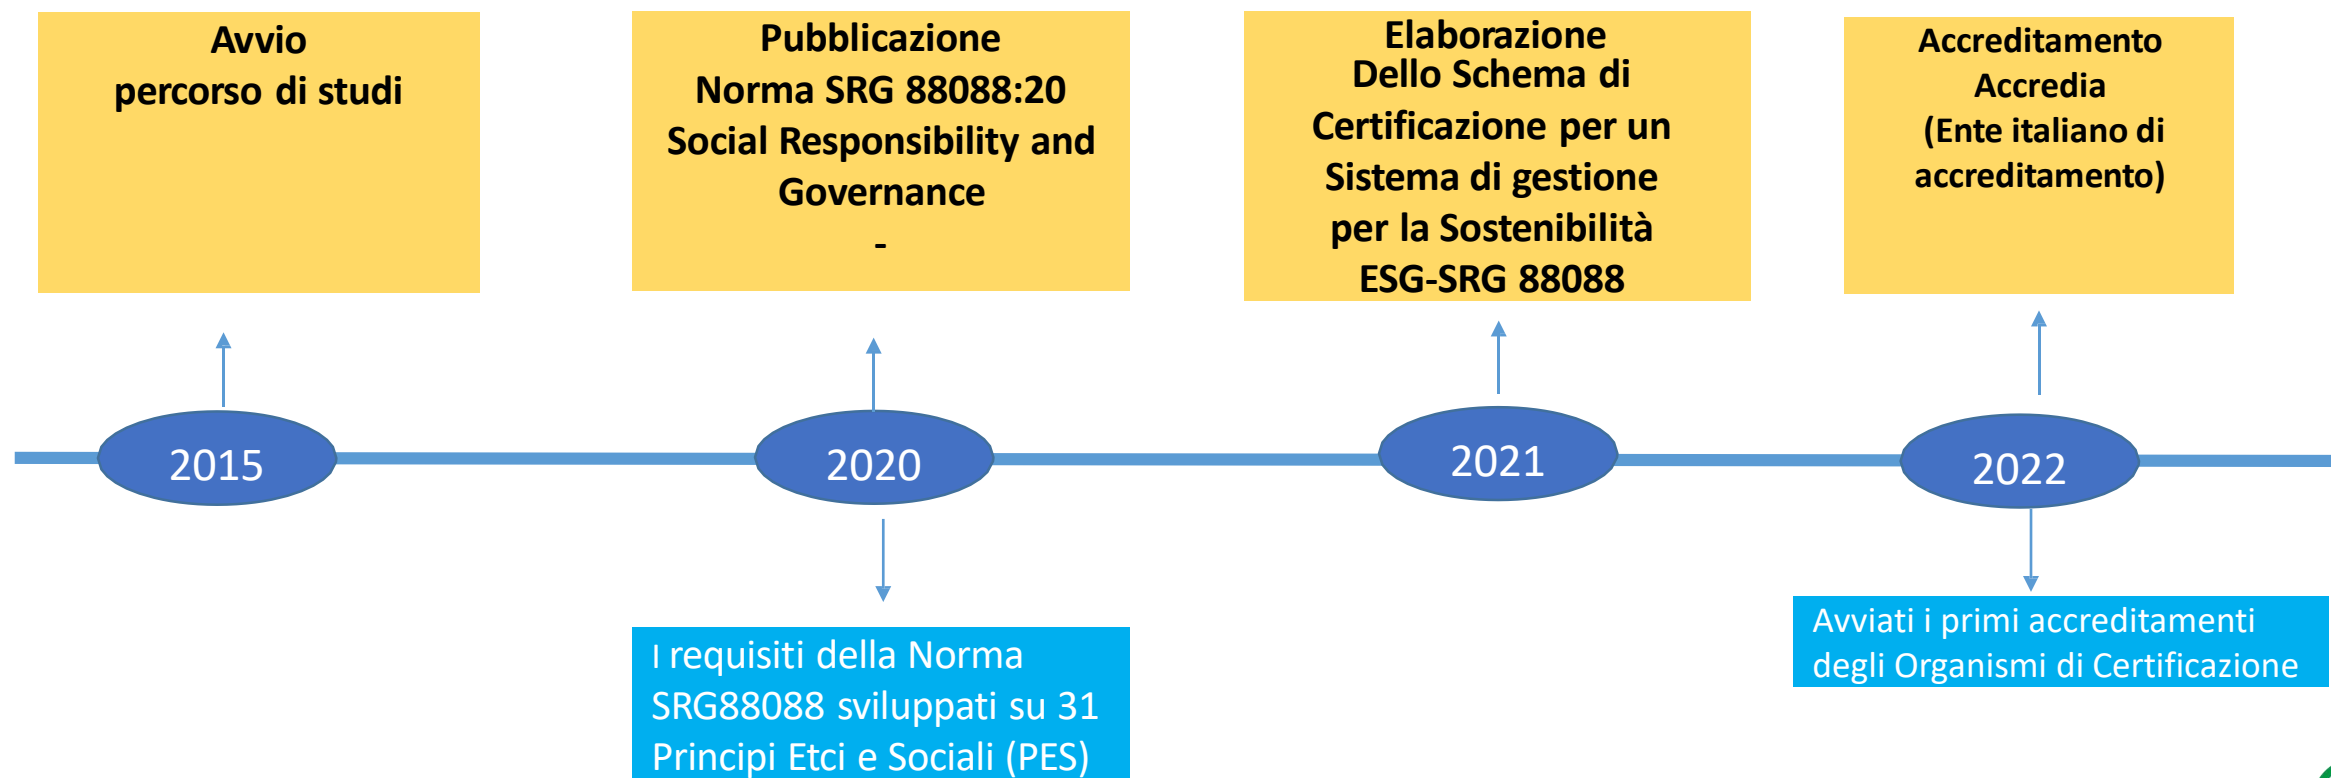 Avvio
percorso di studi
Pubblicazione
Norma SRG 88088:20
Social Responsibility and
Governance
-
Elaborazione
Dello Schema di
Certificazione per un
Sistema di gestione
per la Sostenibilità
ESG-SRG 88088
Accreditamento
Accredia
(Ente italiano di
accreditamento)
2015
2020
2021
2022
I requisiti della Norma
SRG88088 sviluppati su 31
Principi Etci e Sociali (PES)
Avviati i primi accreditamenti
degli Organismi di Certificazione